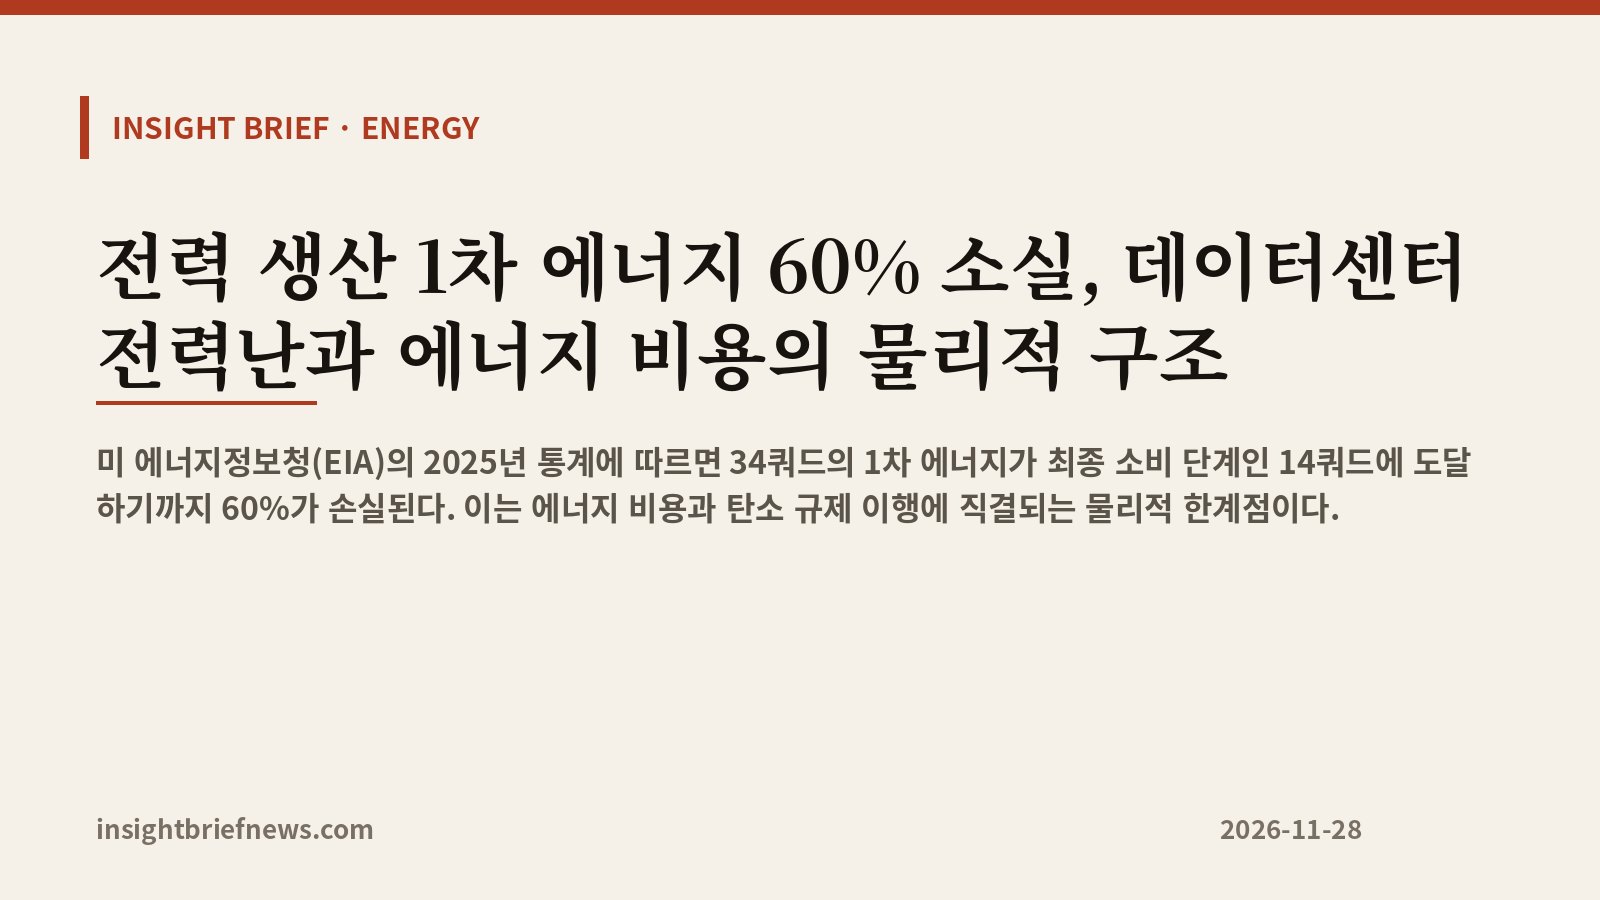 INSIGHT BRIEF · ENERGY
전력 생산 1차 에너지 60% 소실, 데이터센터
전력난과 에너지 비용의 물리적 구조
미 에너지정보청(EIA)의 2025년 통계에 따르면 34쿼드의 1차 에너지가 최종 소비 단계인 14쿼드에 도달
하기까지 60%가 손실된다. 이는 에너지 비용과 탄소 규제 이행에 직결되는 물리적 한계점이다.
insightbriefnews.com
2026-11-28